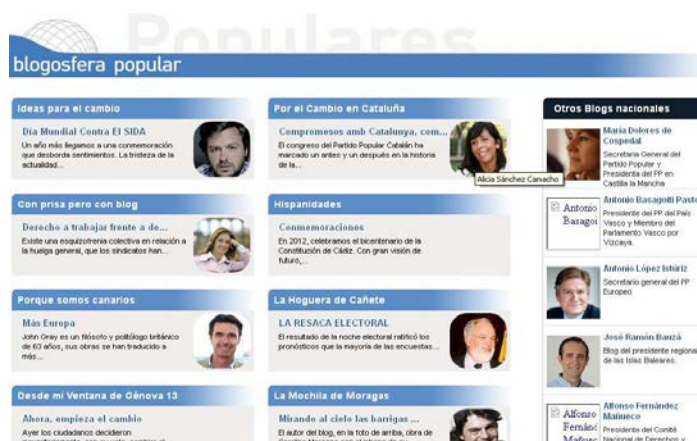 Populares
blogosfera popular
Ideas para el cambio
Día Mundial Contra El SIDA
Un año más llegamos a una conmemoración
que desborda sentimientos. La tristeza de la
actualidad...
Por el Cambio en Cataluña
Compromesos amb Catalunya, com...
El congreso del Partido Popular Catalán ha
marcado un antes y un después en la historia
de la...
Alicia Sánchez Camacho
Con prisa pero con blog
Derecho a trabajar frente a de...
Existe una esquizofrenia colectiva en relación a
la huelga general, que los sindicatos han...
Hispanidades
Conmemoraciones
En 2012, celebramos el bicentenario de la
Constitución de Cádiz. Con gran visión de
futuro,...
Porque somos canarios
Más Europa
John Gray es un filósofo y politólogo británico
de 63 años, sus obras se han traducido a
más...
La Hoguera de Cañete
LA RESACA ELECTORAL
El resultado de la noche electoral ratificó los
pronósticos que la mayoría de las encuestas...
Desde mi Ventana de Génova 13
Ahora, empieza el cambio
Ayer los ciudadanos decidieron
La Mochila de Moragas
Mirando al cielo las barrigas ...
El autor del blog, en la foto de arriba, obra de
Otros Blogs nacionales
María Dolores de
Cospedal
Secretaria General del
Partido Popular y
Presidenta del PP en
Castilla la Mancha
Antonio
Basagoi
Antonio Basagoiti Pasto
Presidente del PP del País
Vasco y Miembro del
Parlamento Vasco por
Vizcaya.
Antonio López Istúriz
Secretario general del PP
Europeo
José Ramón Bauzá
Blog del presidente regional
de las Islas Baleares.
Alfonso
Fernánd
Mañuec
Alfonso Fernández
Mañueco
Presidente del Comité
Nacional de Derechos y